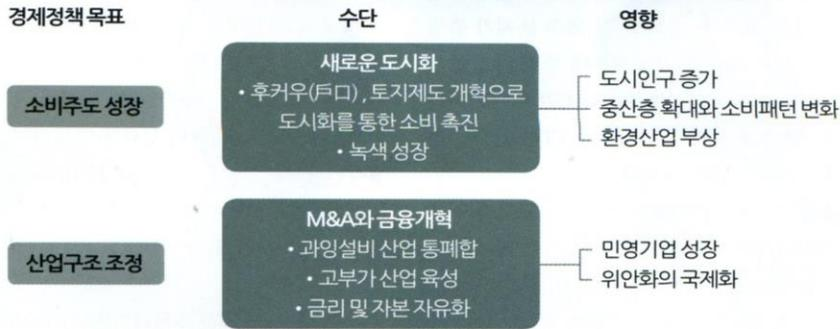 경제정책 목표
수단
영향
소비주도 성장
새로운 도시화
• 후커우(戶口), 토지제도 개혁으로
도시화를 통한 소비 촉진
• 녹색 성장
도시인구 증가
중산층 확대와 소비패턴 변화
환경산업 부상
산업구조 조정
M&A와 금융개혁
• 과잉설비 산업 통폐합
• 고부가 산업 육성
• 금리 및 자본 자유화
민영기업 성장
위안화의 국제화